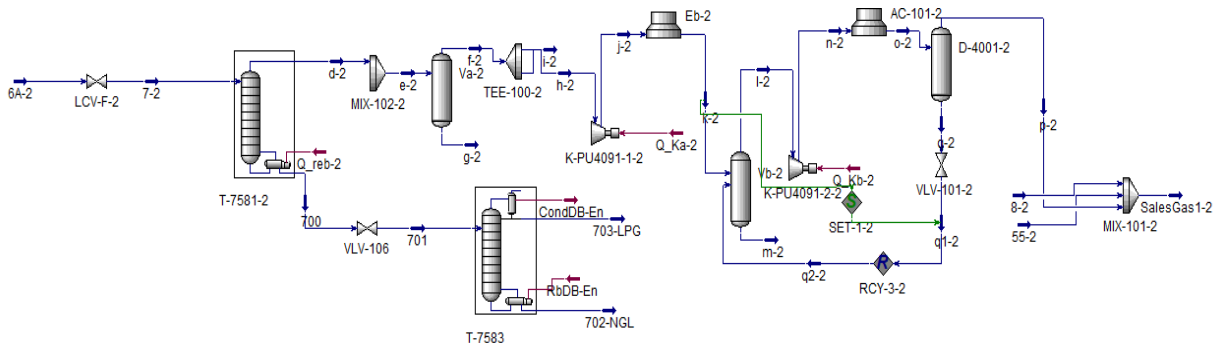 Eb-2
AC-101-2
j-2
n-2
o-2
D-4001-2
f-2
Va-2
i-2
d-2
h-2
l-2
e-2
MIX-102-2
TEE-100-2
6A-2
LCV-F-2
7-2
k-2
p-2
K-PU4091-1-2
Q_Ka-2
g-2
q-2
Q_reb-2
Vb-2
Q_Kb-2
K-PU4091-2-2
VLV-101-2
T-7581-2
S
8-2
SalesGas1-2
700
CondDB-En
SET-1-2
55-2
MIX-101-2
VLV-106
701
703-LPG
m-2
q1-2
R
q2-2
RCY-3-2
RbDB-En
702-NGL
T-7583